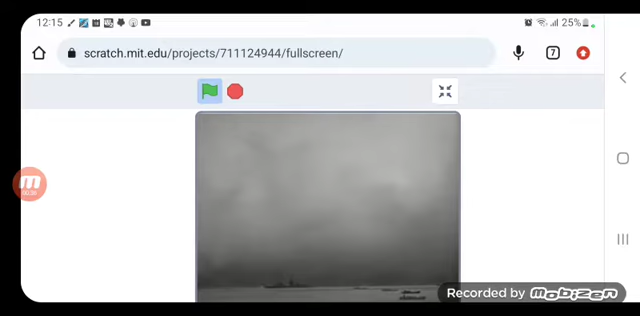 12:15
25%
scratch.mit.edu/projects/711124944/fullscreen/
7
Recorded by mobizen